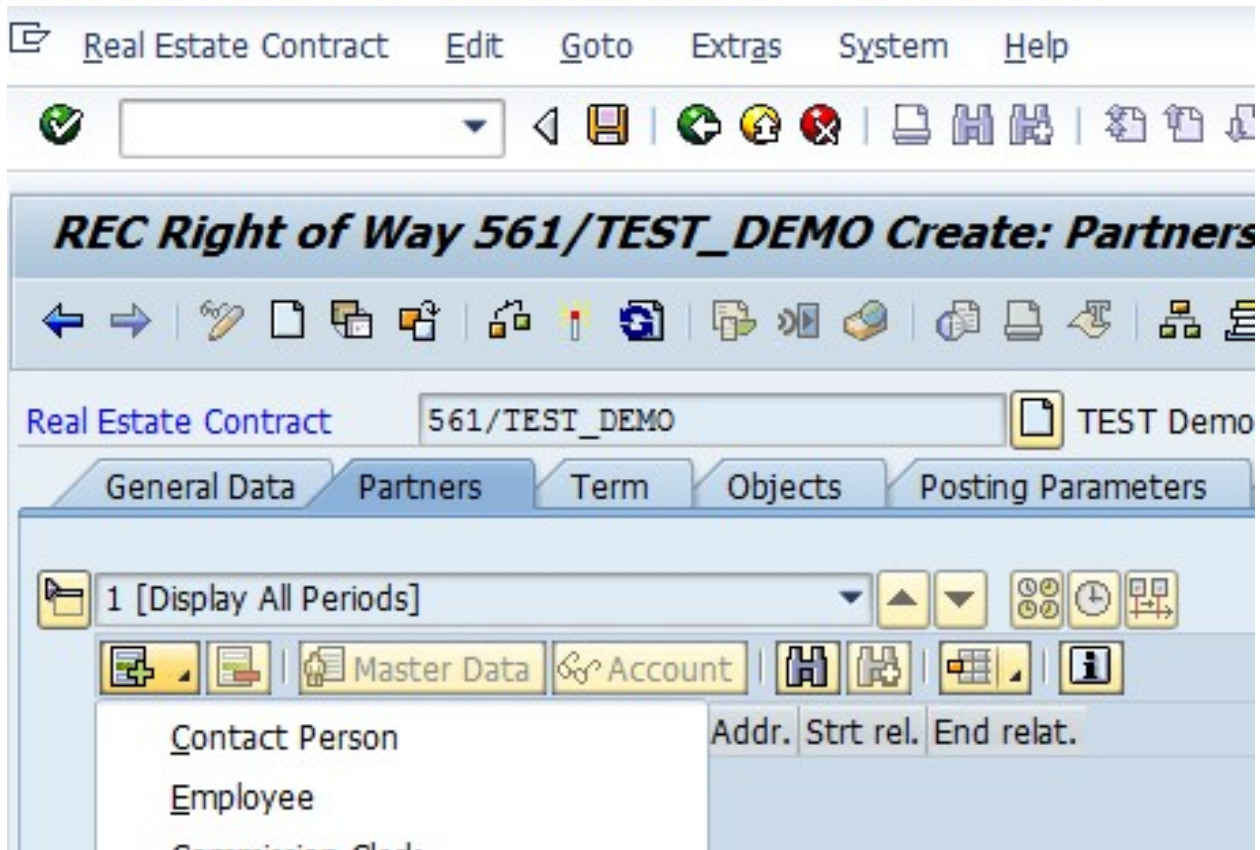 Real Estate Contract Edit Goto Extras System Help
REC Right of Way 561/TEST_DEMO Create: Partners
Real Estate Contract 561/TEST_DEMO TEST Demo
General Data Partners Term Objects Posting Parameters
1 [Display All Periods]
Master Data Account
Addr. Strt rel. End relat.
Contact Person
Employee